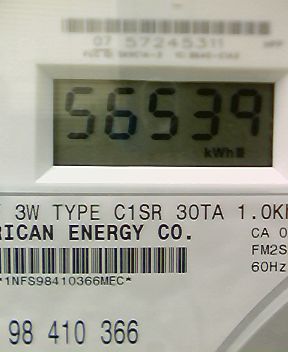 07 57245311
56539
kWh
3W TYPE C1SR 30TA 1.0K
RICAN ENERGY CO.
CA 0
FM2S
60Hz
*1NFS98410366MEC*
98 410 366